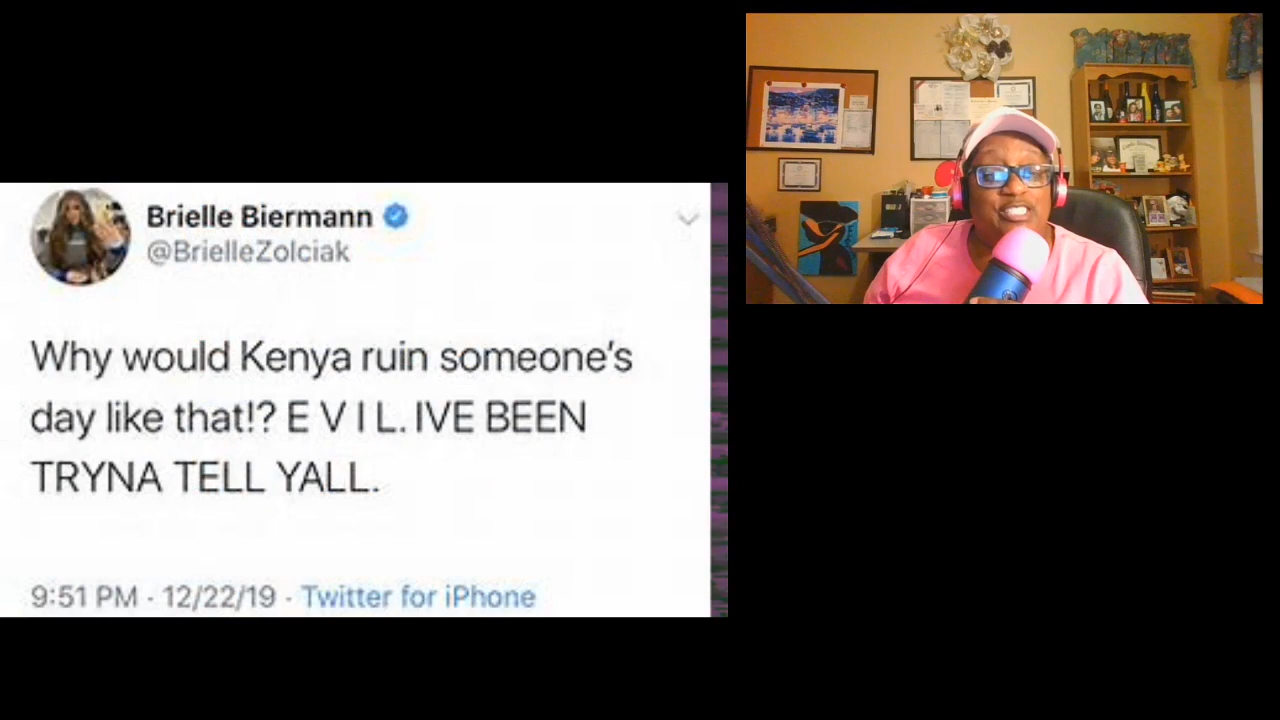 Brielle Biermann
@BrielleZolciak
Why would Kenya ruin someone's
day like that!? E V I L. IVE BEEN
TRYNA TELL YALL.
9:51 PM · 12/22/19 · Twitter for iPhone